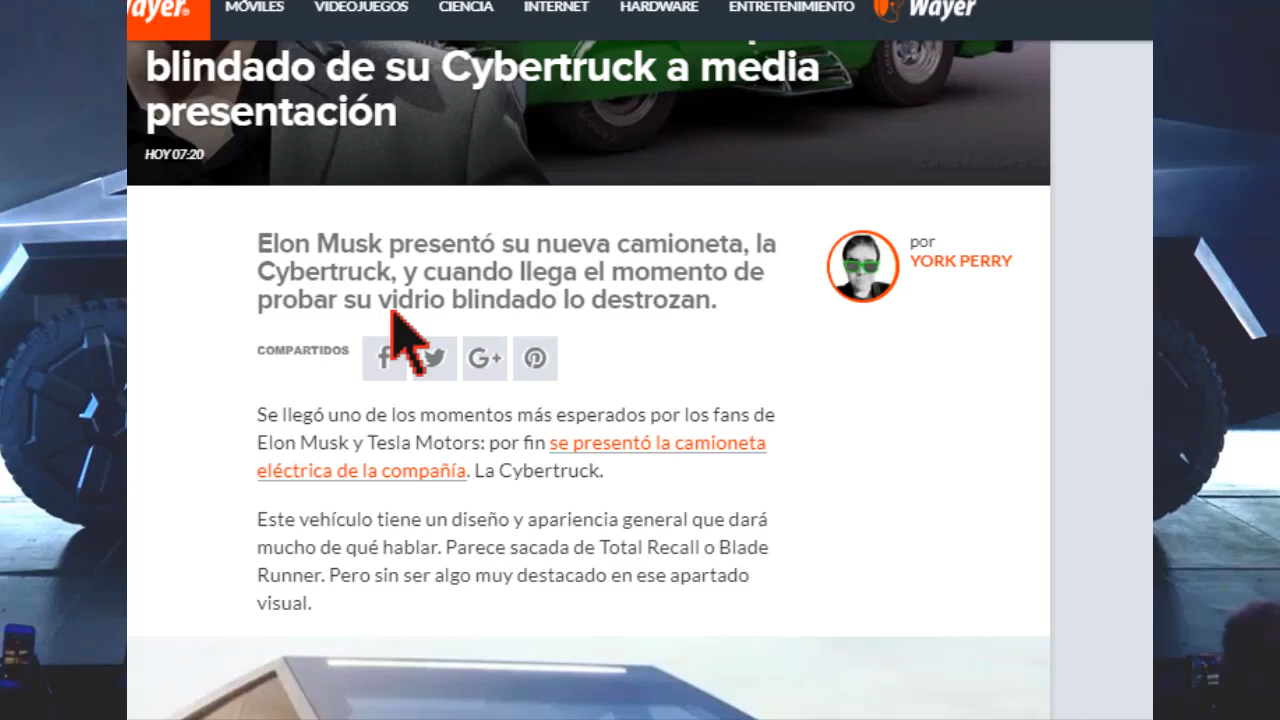 MÓVILES VIDEOJUEGOS CIENCIA INTERNET HARDWARE ENTRETENIMIENTO Wayer
blindado de su Cybertruck a media
presentación
HOY 07:20
Elon Musk presentó su nueva camioneta, la
Cybertruck, y cuando llega el momento de
probar su vidrio blindado lo destrozan.
por
YORK PERRY
COMPARTIDOS
G+
Se llegó uno de los momentos más esperados por los fans de
Elon Musk y Tesla Motors: por fin se presentó la camioneta
eléctrica de la compañía. La Cybertruck.
Este vehículo tiene un diseño y apariencia general que dará
mucho de qué hablar. Parece sacada de Total Recall o Blade
Runner. Pero sin ser algo muy destacado en ese apartado
visual.